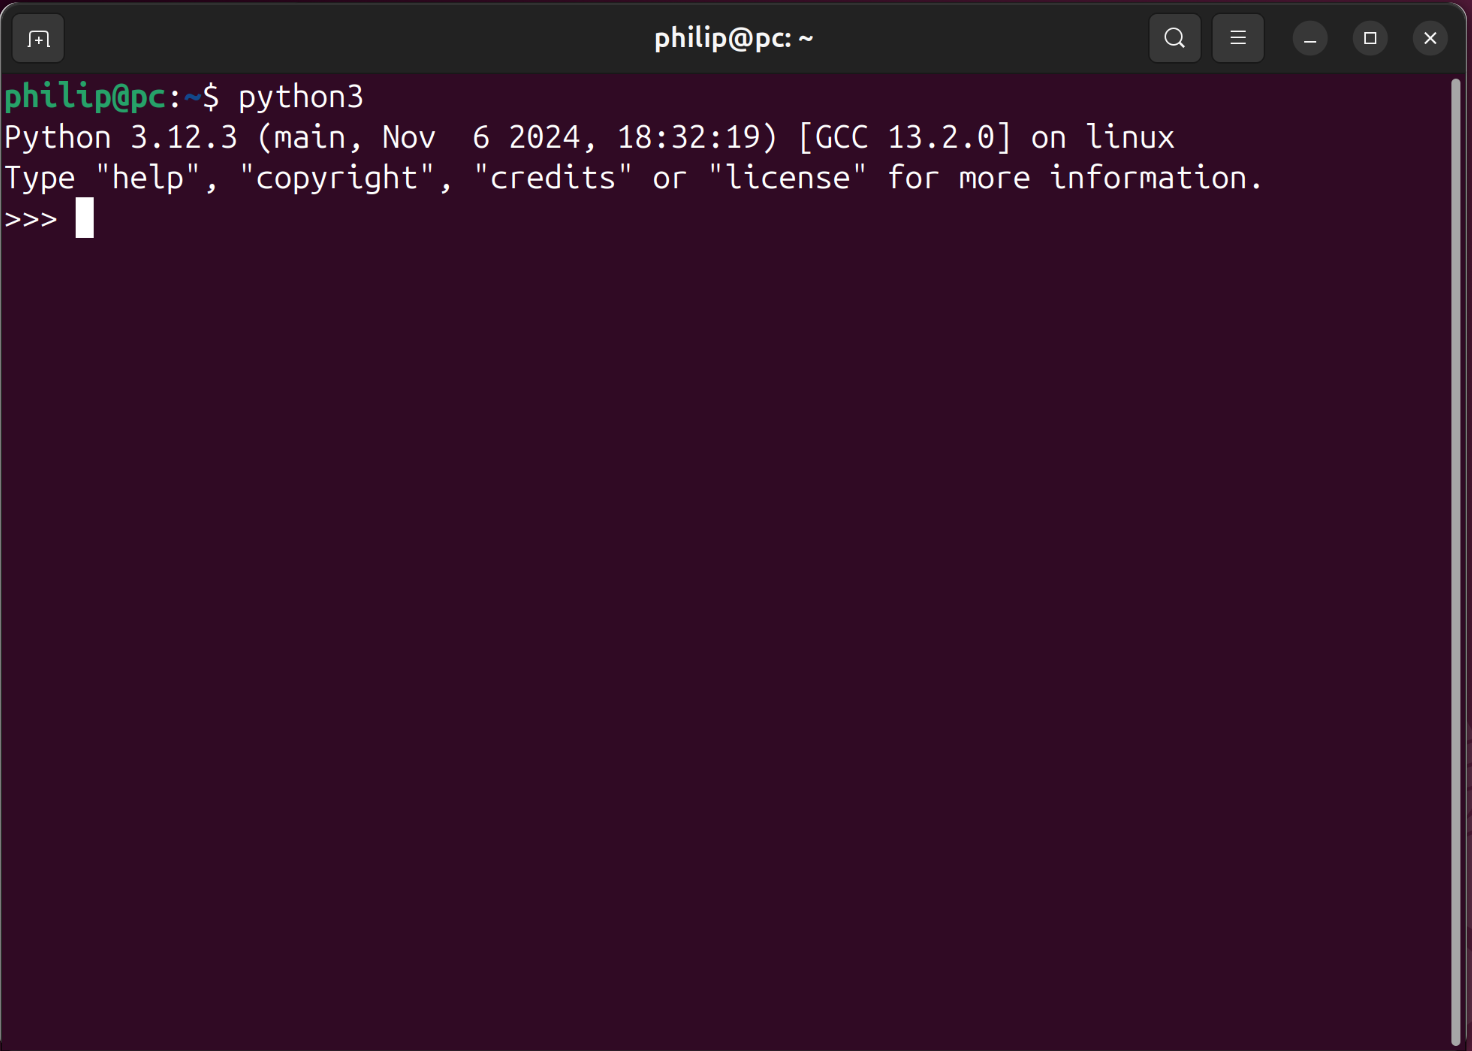 philip@pc: ~
philip@pc:~$ python3
Python 3.12.3 (main, Nov  6 2024, 18:32:19) [GCC 13.2.0] on linux
Type "help", "copyright", "credits" or "license" for more information.
>>>